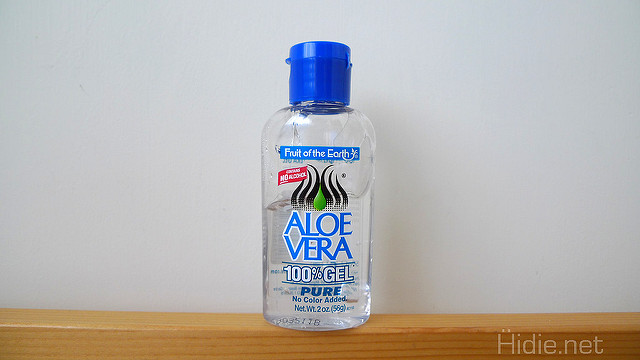 Fruit of the Earth
CONTAINS
NO ALCOHOL
®
ALOE
VERA
100% GEL
PURE
No Color Added
Net. Wt. 2 oz. (56g)
Hidie.net